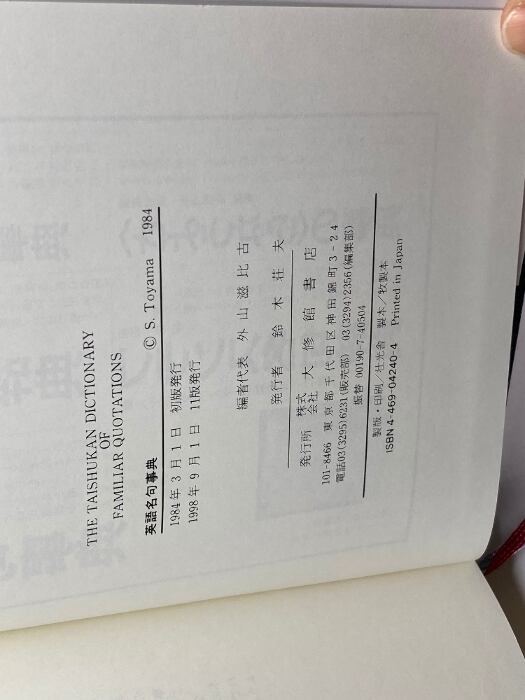 THE TAISHUKAN DICTIONARY
OF
FAMILIAR QUOTATIONS
英語名句事典 © S. Toyama 1984
1984年3月1日 初版発行
1998年9月1日 11版発行
編者代表 外山滋比古
発行者 鈴木荘夫
発行所 株式会社 大修館書店
101-8466 東京都千代田区神田錦町3-24
電話03(3295)6231(販売部) 03(3294)2356(編集部)
振替 00190-7-40504
製版・印刷/壮光舎 製本/牧製本
ISBN4-469-04240-4 Printed in Japan